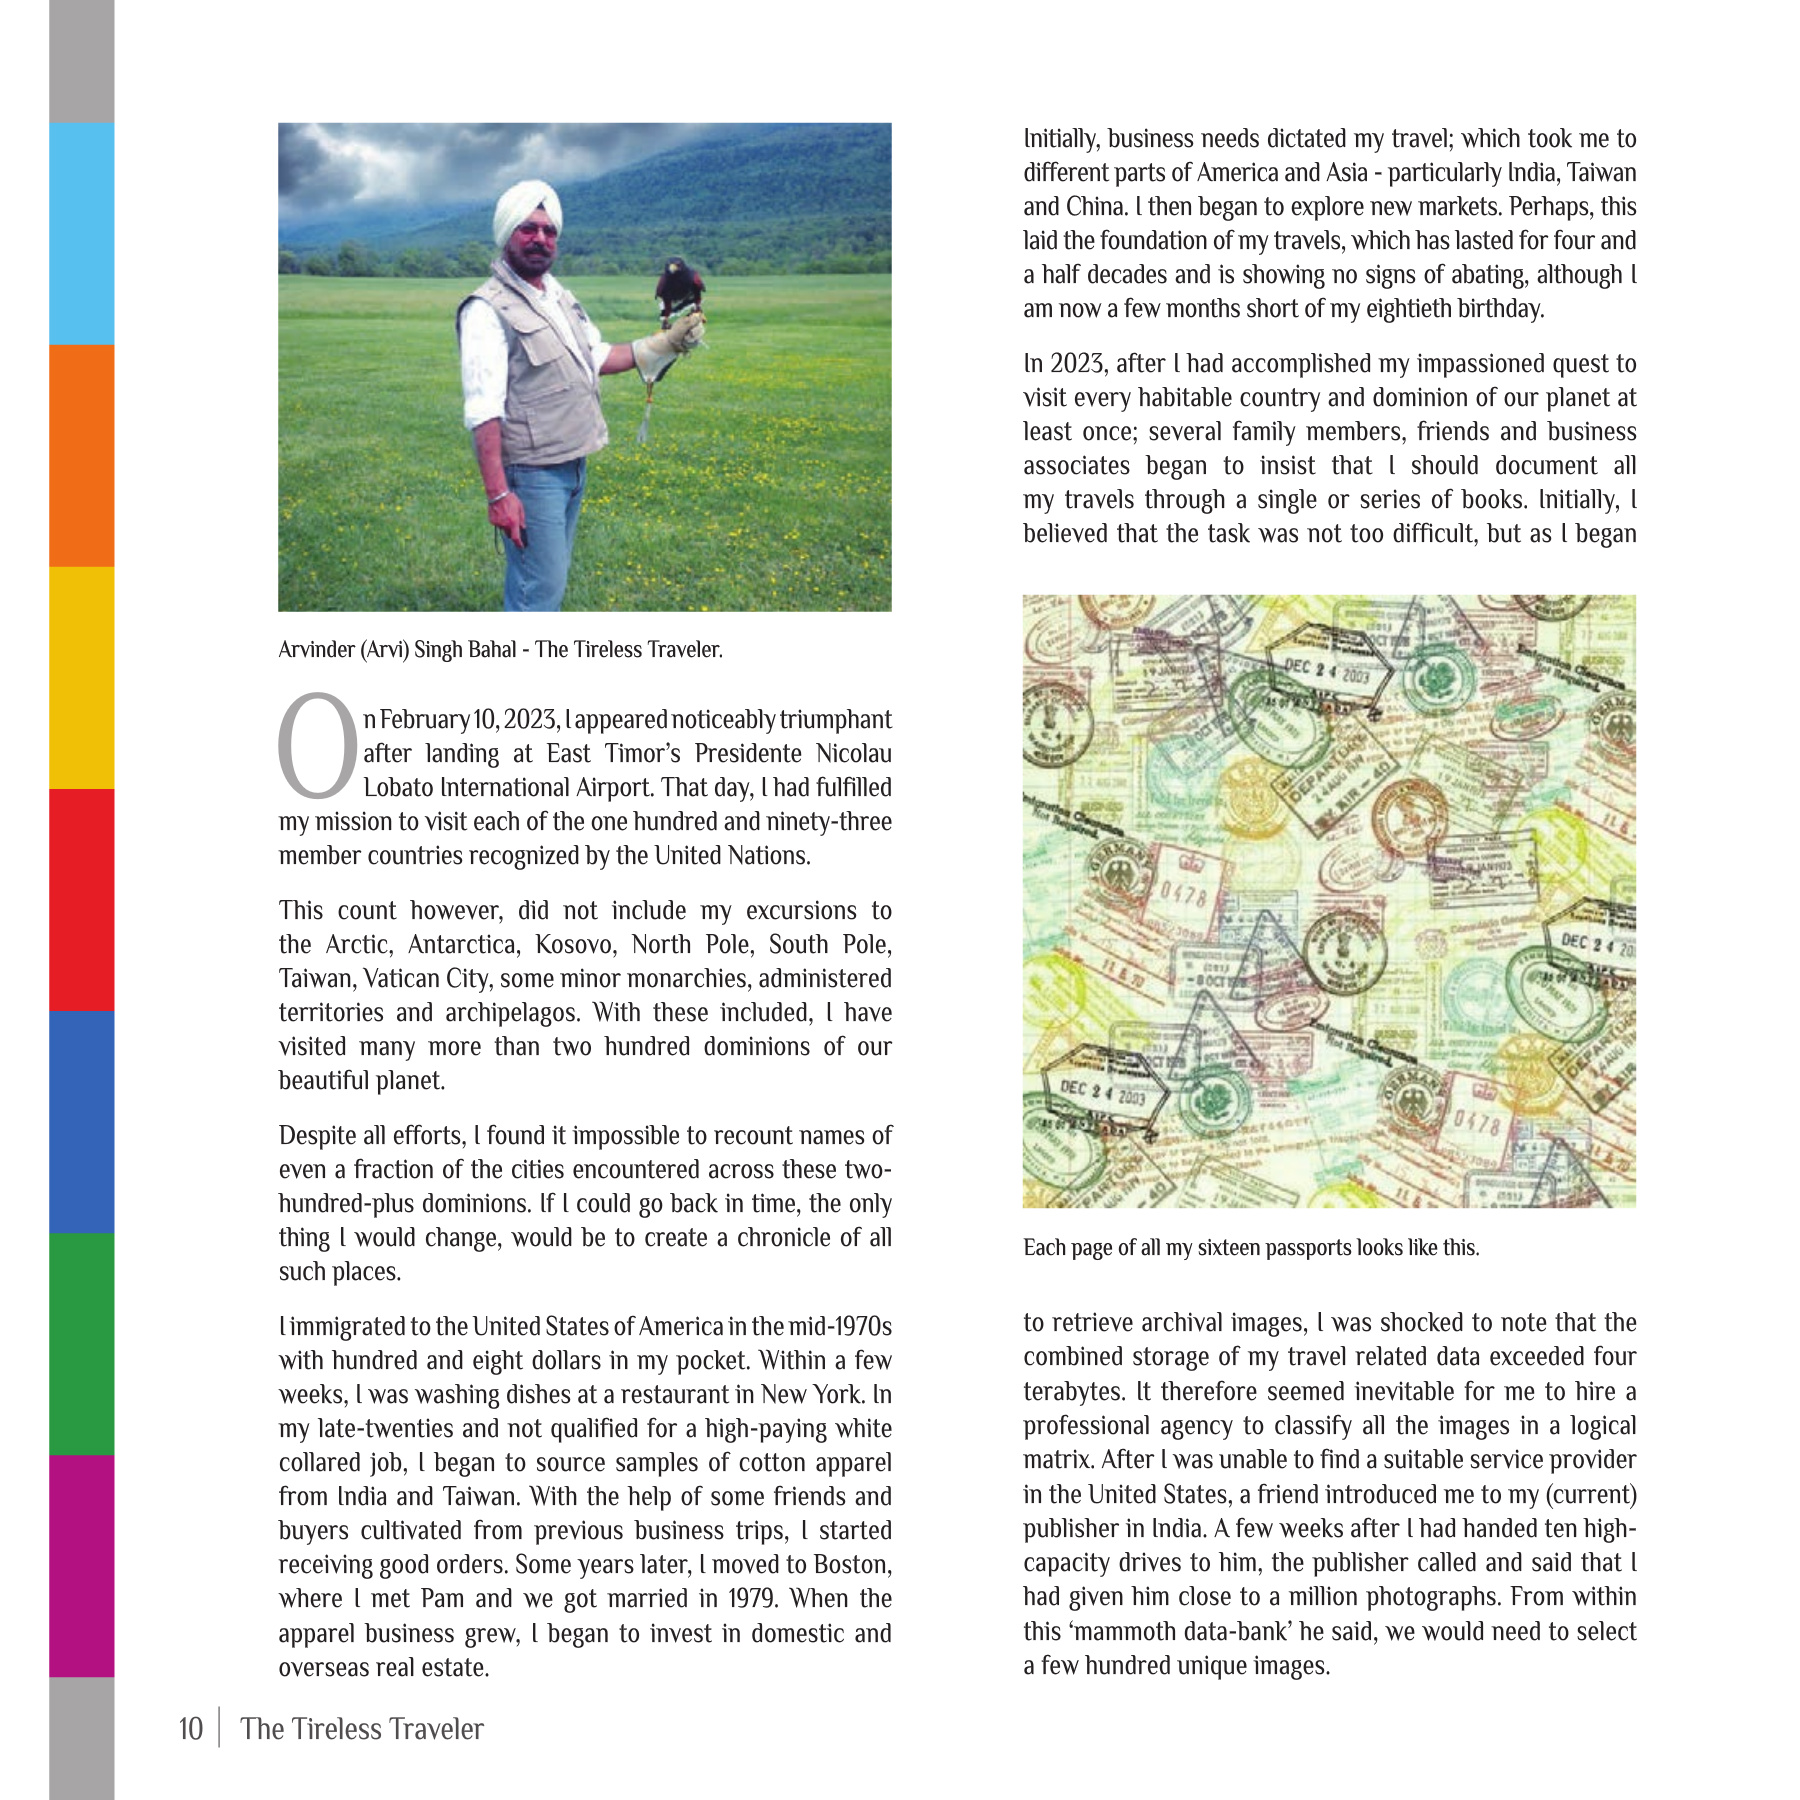 Arvinder (Arvi) Singh Bahal - The Tireless Traveler.
On February 10, 2023, I appeared noticeably triumphant
after landing at East Timor’s Presidente Nicolau
Lobato International Airport. That day, I had fulfilled
my mission to visit each of the one hundred and ninety-three
member countries recognized by the United Nations.
This count however, did not include my excursions to
the Arctic, Antarctica, Kosovo, North Pole, South Pole,
Taiwan, Vatican City, some minor monarchies, administered
territories and archipelagos. With these included, I have
visited many more than two hundred dominions of our
beautiful planet.
Despite all efforts, I found it impossible to recount names of
even a fraction of the cities encountered across these two-
hundred-plus dominions. If I could go back in time, the only
thing I would change, would be to create a chronicle of all
such places.
I immigrated to the United States of America in the mid-1970s
with hundred and eight dollars in my pocket. Within a few
weeks, I was washing dishes at a restaurant in New York. In
my late-twenties and not qualified for a high-paying white
collared job, I began to source samples of cotton apparel
from India and Taiwan. With the help of some friends and
buyers cultivated from previous business trips, I started
receiving good orders. Some years later, I moved to Boston,
where I met Pam and we got married in 1979. When the
apparel business grew, I began to invest in domestic and
overseas real estate.
Initially, business needs dictated my travel; which took me to
different parts of America and Asia - particularly India, Taiwan
and China. I then began to explore new markets. Perhaps, this
laid the foundation of my travels, which has lasted for four and
a half decades and is showing no signs of abating, although I
am now a few months short of my eightieth birthday.
In 2023, after I had accomplished my impassioned quest to
visit every habitable country and dominion of our planet at
least once; several family members, friends and business
associates began to insist that I should document all
my travels through a single or series of books. Initially, I
believed that the task was not too difficult, but as I began
DEC 24 2003
Emigration Clearance
Not Required.
GERMANY
0478
DEC 24 20
Emigration Clearance
Not Required.
DEC 24 2003
GERMANY
0478
Each page of all my sixteen passports looks like this.
to retrieve archival images, I was shocked to note that the
combined storage of my travel related data exceeded four
terabytes. It therefore seemed inevitable for me to hire a
professional agency to classify all the images in a logical
matrix. After I was unable to find a suitable service provider
in the United States, a friend introduced me to my (current)
publisher in India. A few weeks after I had handed ten high-
capacity drives to him, the publisher called and said that I
had given him close to a million photographs. From within
this ‘mammoth data-bank’ he said, we would need to select
a few hundred unique images.
10 | The Tireless Traveler